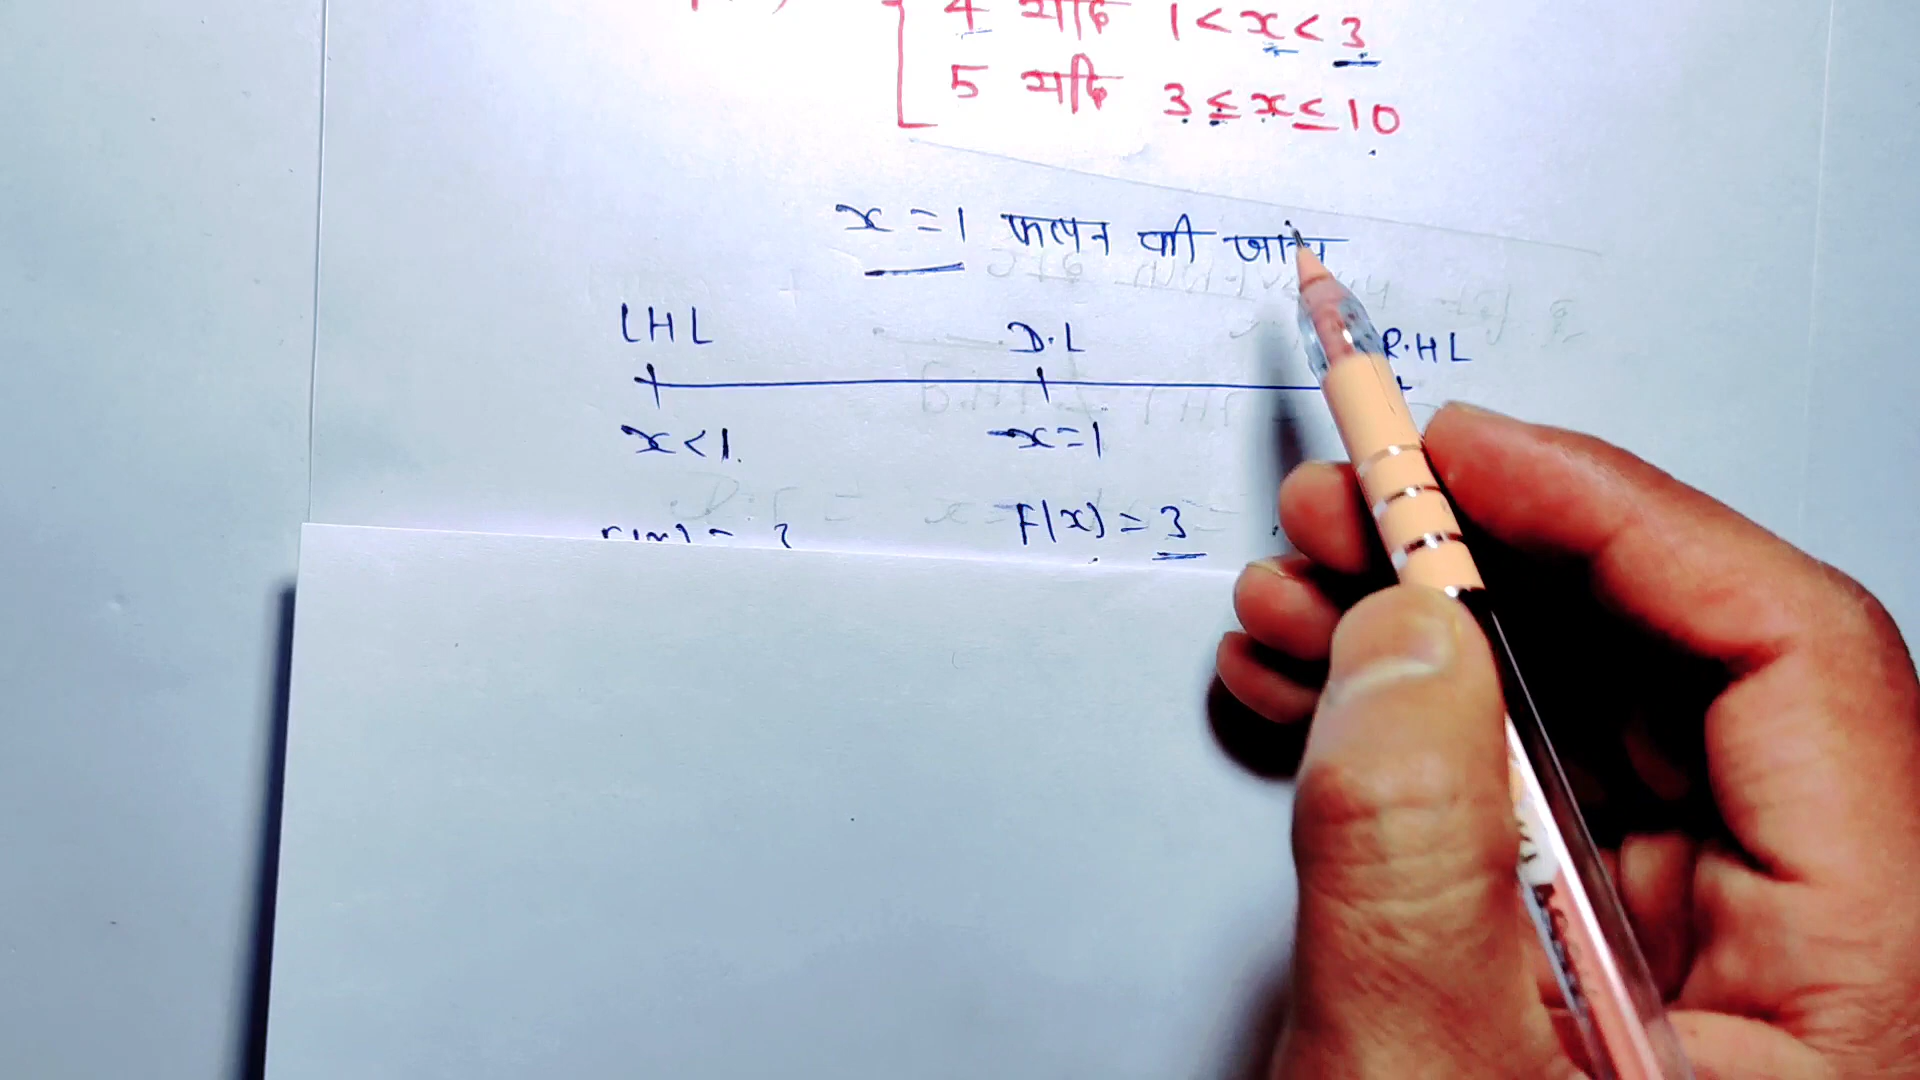 4 यदि 1 < x < 3
5 यदि 3 ≤ x ≤ 10
x = 1 फलन की जांच
LHL D.L R.HL
x < 1. x = 1
F(x) = 3